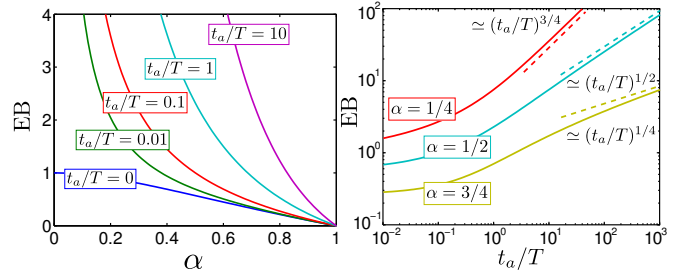 4
3
2
1
0
EB
t_a/T = 10
t_a/T = 1
t_a/T = 0.1
t_a/T = 0.01
t_a/T = 0
0 0.2 0.4 0.6 0.8 1
α
10^2
10^1
10^0
10^{-1}
EB
≃ (t_a/T)^{3/4}
≃ (t_a/T)^{1/2}
≃ (t_a/T)^{1/4}
α = 1/4
α = 1/2
α = 3/4
10^{-2} 10^{-1} 10^0 10^1 10^2 10^3
t_a/T